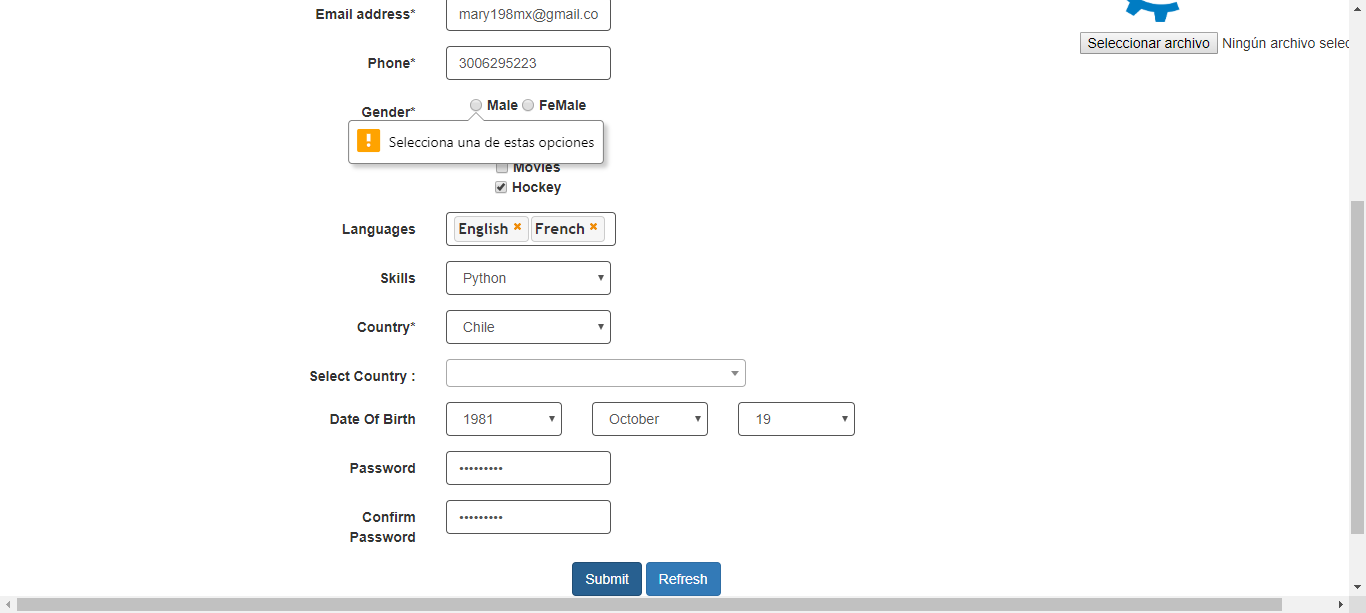 Email address* mary198mx@gmail.co
Seleccionar archivo Ningún archivo selec
Phone* 3006295223
Gender* Male FeMale
Selecciona una de estas opciones
Movies
Hockey
Languages English French
Skills Python
Country* Chile
Select Country :
Date Of Birth 1981 October 19
Password •••••••••
Confirm Password •••••••••
Submit Refresh